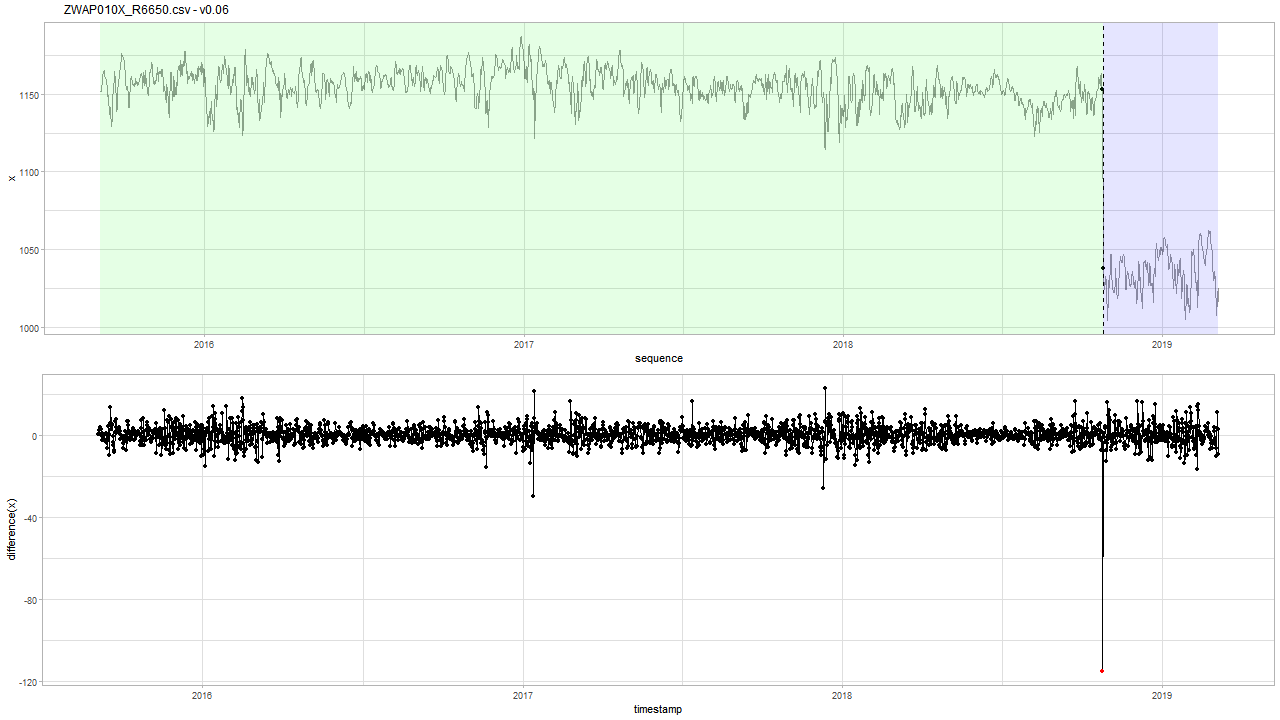 ZWAP010X_R6650.csv - v0.06
x
1150
1100
1050
1000
2016 2017 2018 2019
sequence
difference(x)
0
-40
-80
-120
2016 2017 2018 2019
timestamp